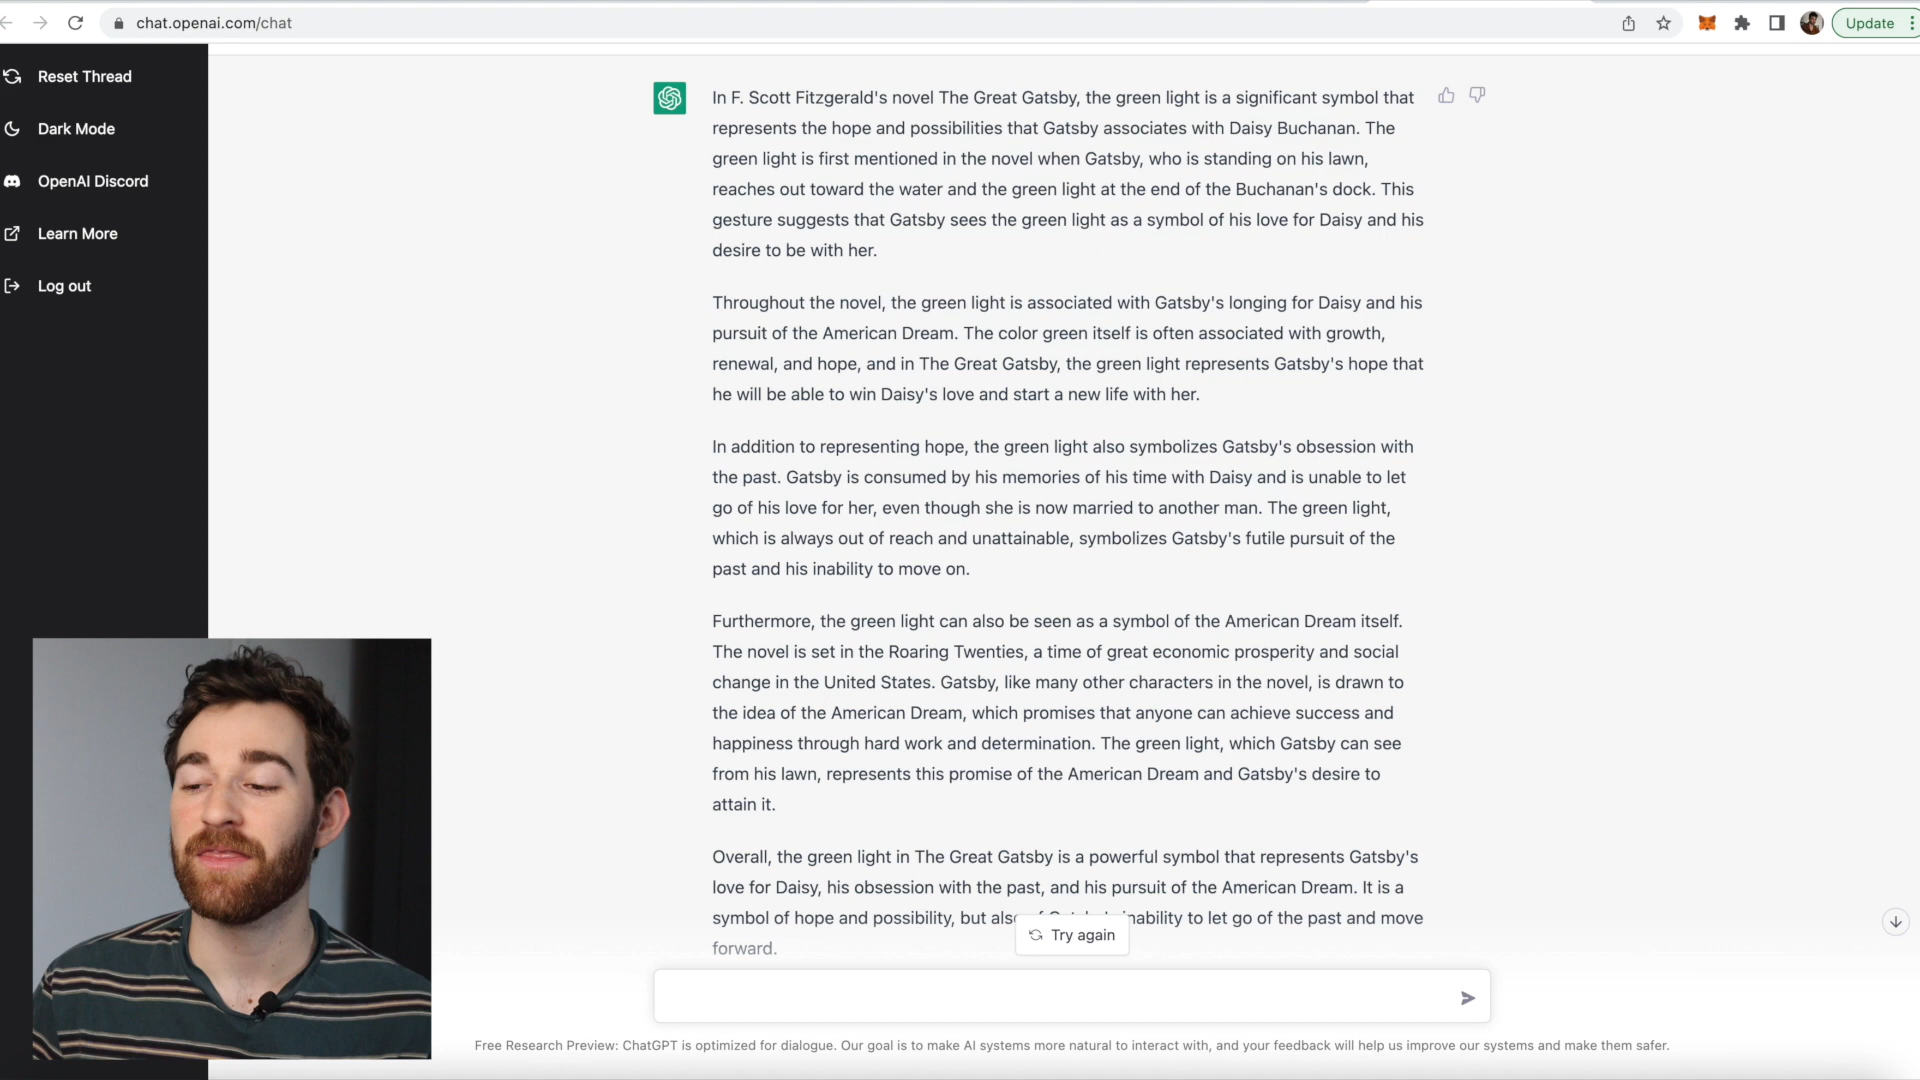 chat.openai.com/chat
Update
Reset Thread
Dark Mode
OpenAI Discord
Learn More
Log out
In F. Scott Fitzgerald's novel The Great Gatsby, the green light is a significant symbol that
represents the hope and possibilities that Gatsby associates with Daisy Buchanan. The
green light is first mentioned in the novel when Gatsby, who is standing on his lawn,
reaches out toward the water and the green light at the end of the Buchanan's dock. This
gesture suggests that Gatsby sees the green light as a symbol of his love for Daisy and his
desire to be with her.
Throughout the novel, the green light is associated with Gatsby's longing for Daisy and his
pursuit of the American Dream. The color green itself is often associated with growth,
renewal, and hope, and in The Great Gatsby, the green light represents Gatsby's hope that
he will be able to win Daisy's love and start a new life with her.
In addition to representing hope, the green light also symbolizes Gatsby's obsession with
the past. Gatsby is consumed by his memories of his time with Daisy and is unable to let
go of his love for her, even though she is now married to another man. The green light,
which is always out of reach and unattainable, symbolizes Gatsby's futile pursuit of the
past and his inability to move on.
Furthermore, the green light can also be seen as a symbol of the American Dream itself.
The novel is set in the Roaring Twenties, a time of great economic prosperity and social
change in the United States. Gatsby, like many other characters in the novel, is drawn to
the idea of the American Dream, which promises that anyone can achieve success and
happiness through hard work and determination. The green light, which Gatsby can see
from his lawn, represents this promise of the American Dream and Gatsby's desire to
attain it.
Overall, the green light in The Great Gatsby is a powerful symbol that represents Gatsby's
love for Daisy, his obsession with the past, and his pursuit of the American Dream. It is a
symbol of hope and possibility, but also inability to let go of the past and move
forward.
Try again
Free Research Preview: ChatGPT is optimized for dialogue. Our goal is to make AI systems more natural to interact with, and your feedback will help us improve our systems and make them safer.